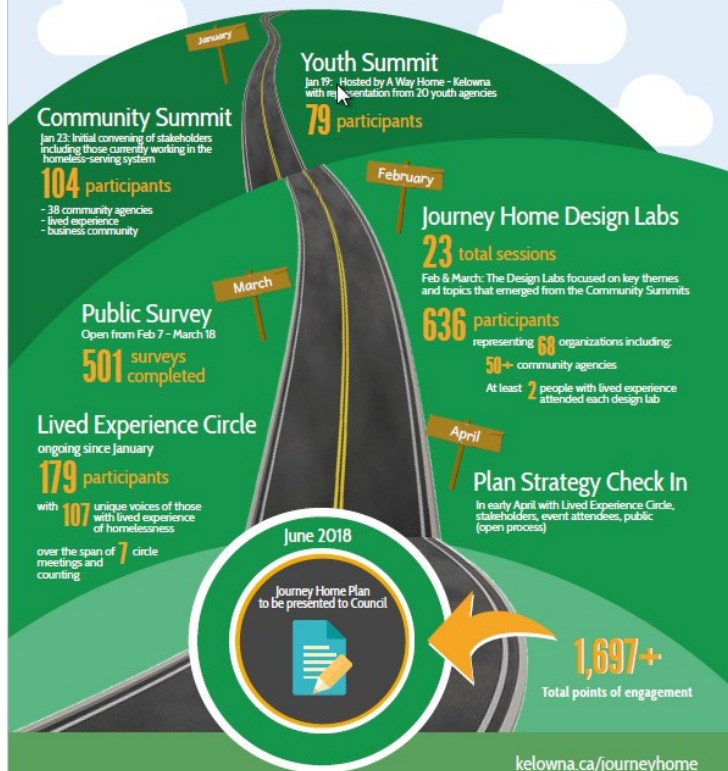 January
Youth Summit
Jan 19: Hosted by A Way Home - Kelowna
with representation from 20 youth agencies
79 participants
Community Summit
Jan 23: Initial convening of stakeholders
including those currently working in the
homeless-serving system
104 participants
- 38 community agencies
- lived experience
- business community
February
Journey Home Design Labs
23 total sessions
Feb & March: The Design Labs focused on key themes
and topics that emerged from the Community Summits
636 participants
representing 68 organizations including:
50+ community agencies
At least 2 people with lived experience
attended each design lab
March
Public Survey
Open from Feb 7 - March 18
501 surveys
completed
Lived Experience Circle
ongoing since January
179 participants
with 107 unique voices of those
with lived experience
of homelessness
over the span of 7 circle
meetings and
counting
April
Plan Strategy Check In
In early April with Lived Experience Circle,
stakeholders, event attendees, public
(open process)
June 2018
Journey Home Plan
to be presented to Council
1,697+
Total points of engagement
kelowna.ca/journeyhome